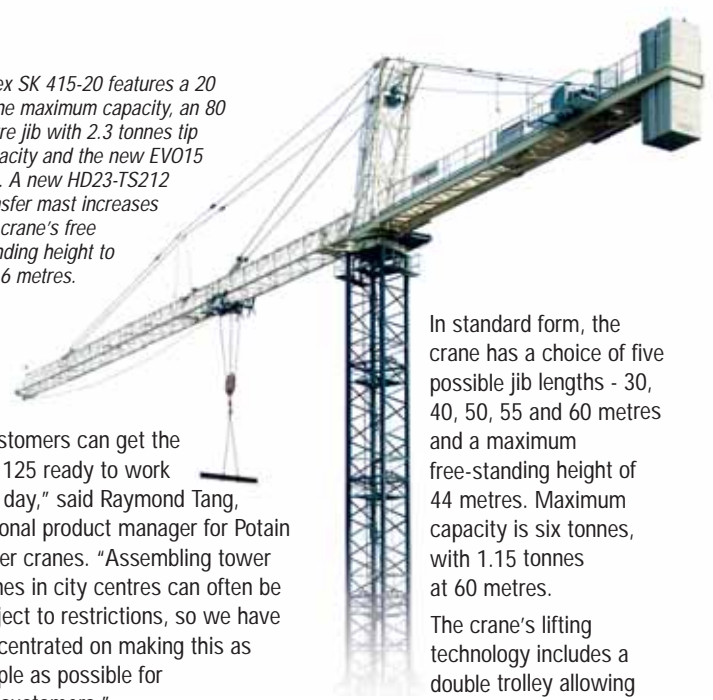 ex SK 415-20 features a 20
ne maximum capacity, an 80
re jib with 2.3 tonnes tip
acity and the new EVO15
. A new HD23-TS212
nsfer mast increases
crane's free
nding height to
6 metres.
stomers can get the
125 ready to work
day," said Raymond Tang,
onal product manager for Potain
er cranes. "Assembling tower
nes in city centres can often be
ject to restrictions, so we have
centrated on making this as
ple as possible for
customers."
In standard form, the
crane has a choice of five
possible jib lengths - 30,
40, 50, 55 and 60 metres
and a maximum
free-standing height of
44 metres. Maximum
capacity is six tonnes,
with 1.15 tonnes
at 60 metres.
The crane's lifting
technology includes a
double trolley allowing